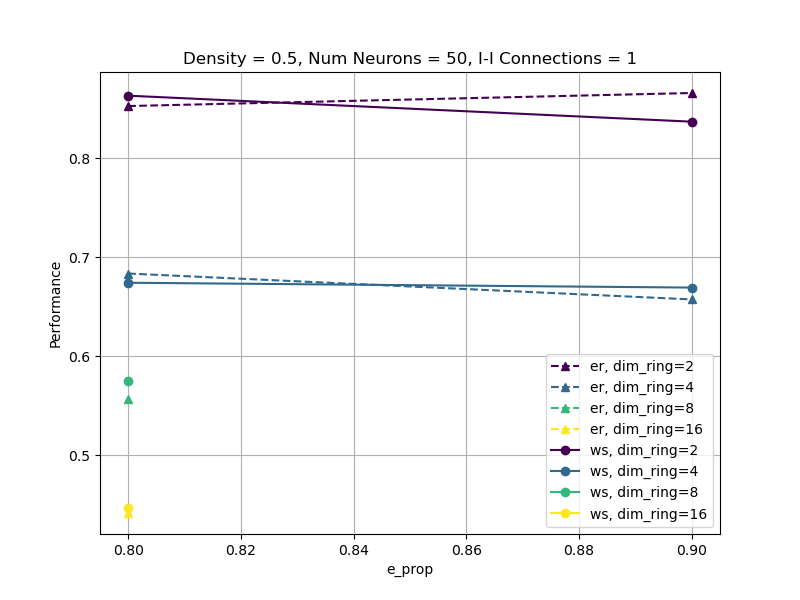 Density = 0.5, Num Neurons = 50, I-I Connections = 1
Performance
0.8
0.7
0.6
0.5
er, dim_ring=2
er, dim_ring=4
er, dim_ring=8
er, dim_ring=16
ws, dim_ring=2
ws, dim_ring=4
ws, dim_ring=8
ws, dim_ring=16
0.80
0.82
0.84
0.86
0.88
0.90
e_prop